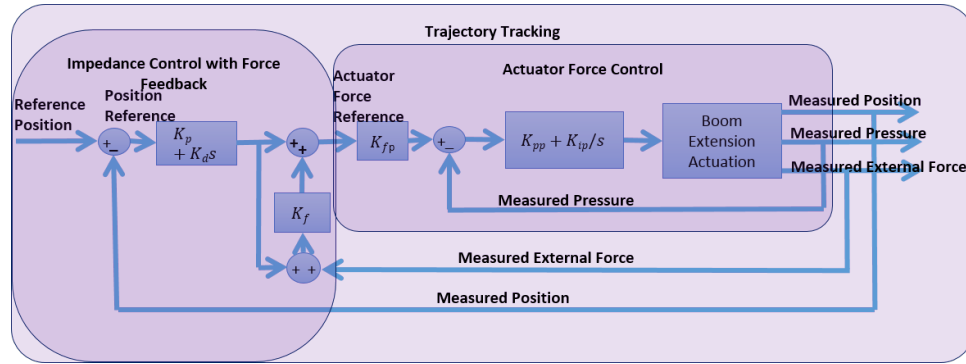 Trajectory Tracking
Impedance Control with Force
Feedback
Actuator Force Control
Reference
Position
Position
Reference
Actuator
Force
Reference
+
−
K_p
+ K_d s
+
+
K_fp
+
−
K_pp + K_ip/s
Boom
Extension
Actuation
Measured Position
Measured Pressure
Measured External Force
K_f
+ +
Measured Pressure
Measured External Force
Measured Position